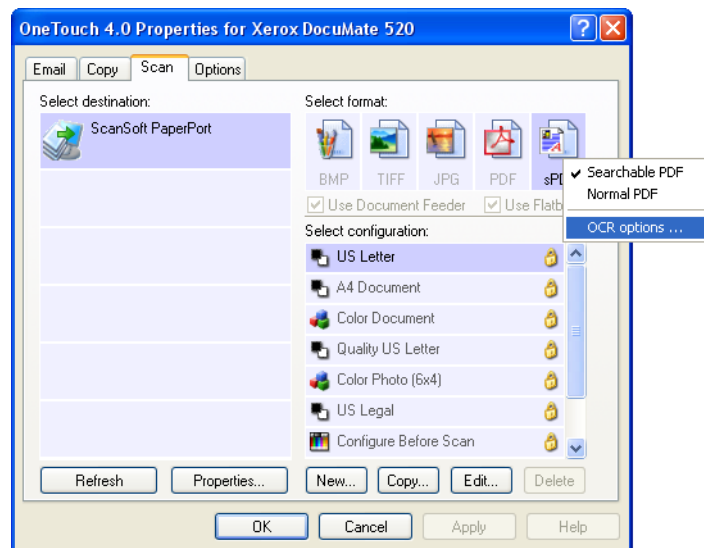 OneTouch 4.0 Properties for Xerox DocuMate 520
Email Copy Scan Options
Select destination:
ScanSoft PaperPort
Select format:
BMP TIFF JPG PDF
Searchable PDF
Normal PDF
OCR options ...
Use Document Feeder Use
Select configuration:
US Letter
A4 Document
Color Document
Quality US Letter
Color Photo (6x4)
US Legal
Configure Before Scan
Refresh Properties... New... Copy... Edit... Delete
OK Cancel Apply Help